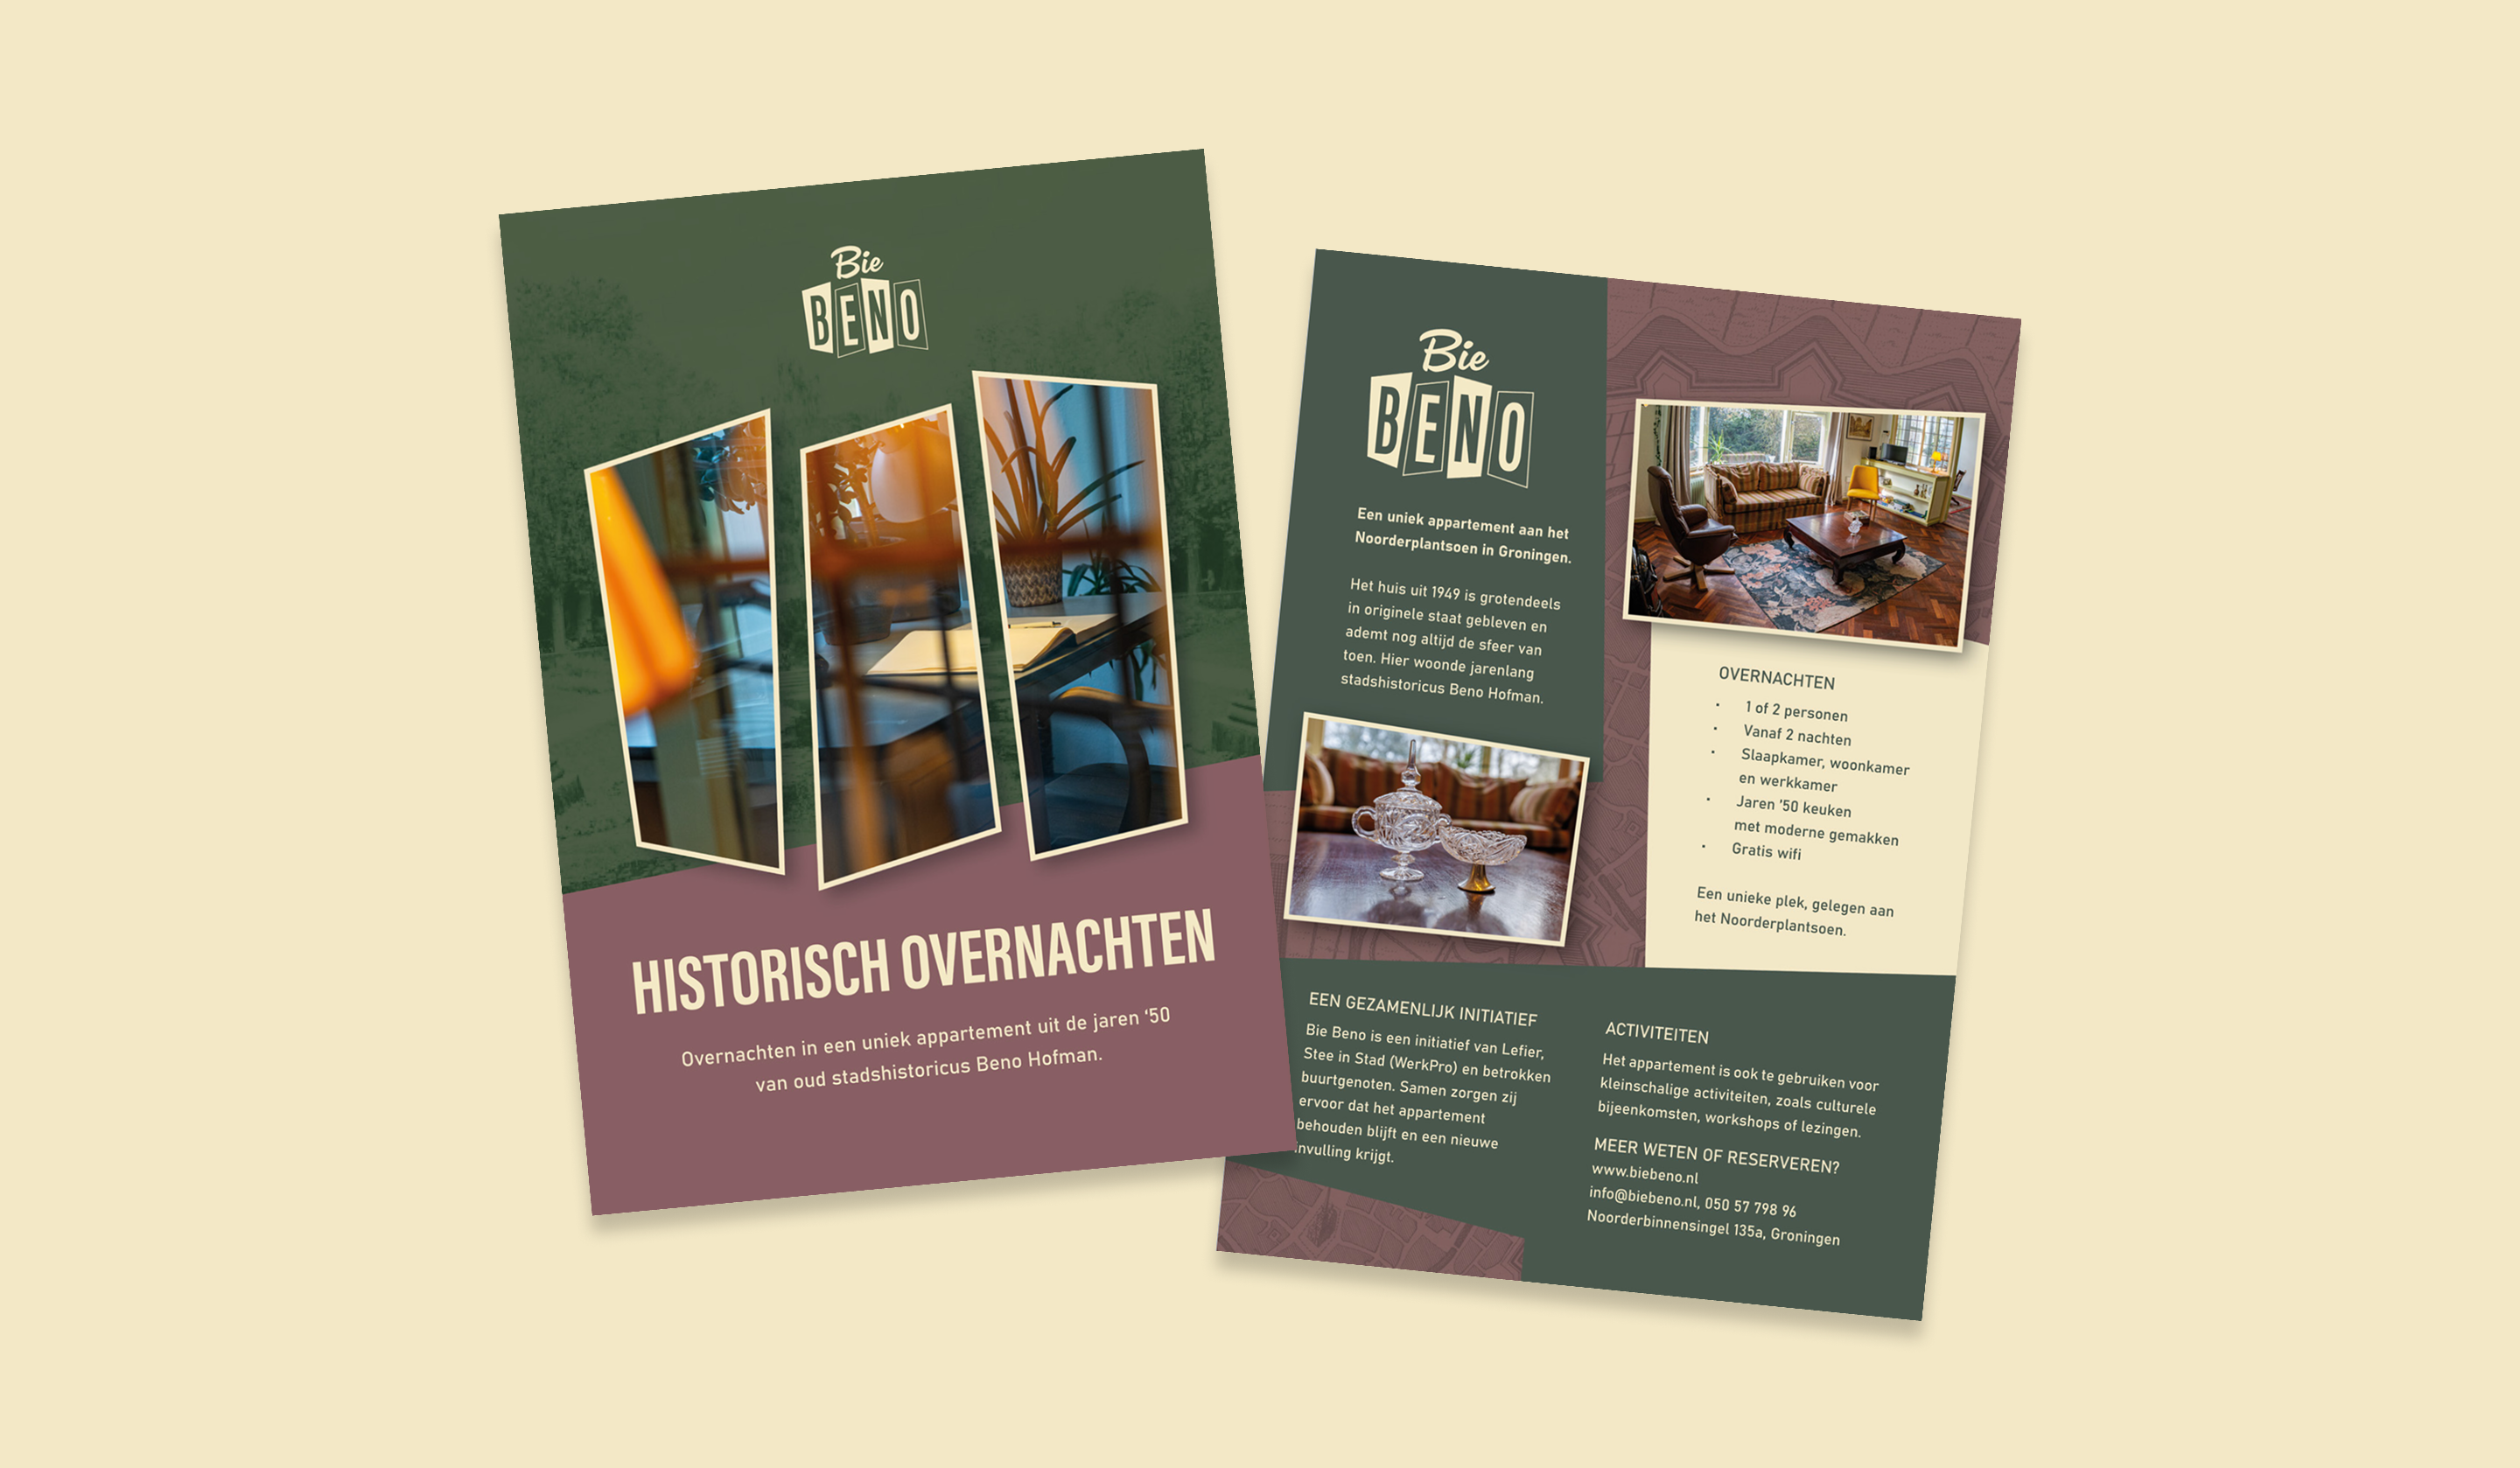 Bie
BENO
HISTORISCH OVERNACHTEN
Overnachten in een uniek appartement uit de jaren ‘50
van oud stadshistoricus Beno Hofman.
Bie
BENO
Een uniek appartement aan het
Noorderplantsoen in Groningen.
Het huis uit 1949 is grotendeels
in originele staat gebleven en
ademt nog altijd de sfeer van
toen. Hier woonde jarenlang
stadshistoricus Beno Hofman.
OVERNACHTEN
· 1 of 2 personen
· Vanaf 2 nachten
· Slaapkamer, woonkamer
en werkkamer
· Jaren ’50 keuken
met moderne gemakken
· Gratis wifi
Een unieke plek, gelegen aan
het Noorderplantsoen.
EEN GEZAMENLIJK INITIATIEF
Bie Beno is een initiatief van Lefier,
Stee in Stad (WerkPro) en betrokken
buurtgenoten. Samen zorgen zij
ervoor dat het appartement
behouden blijft en een nieuwe
invulling krijgt.
ACTIVITEITEN
Het appartement is ook te gebruiken voor
kleinschalige activiteiten, zoals culturele
bijeenkomsten, workshops of lezingen.
MEER WETEN OF RESERVEREN?
www.biebeno.nl
info@biebeno.nl, 050 57 798 96
Noorderbinnensingel 135a, Groningen